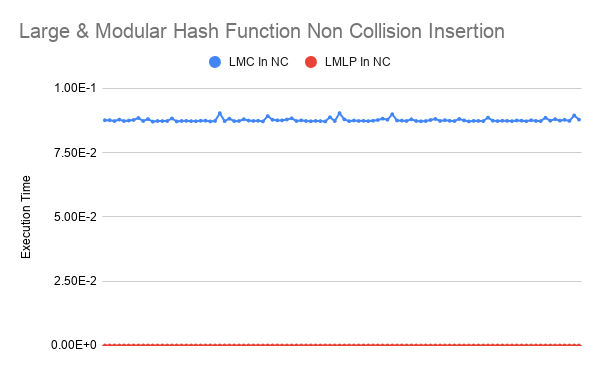 Large & Modular Hash Function Non Collision Insertion
LMC In NC
LMLP In NC
1.00E-1
7.50E-2
5.00E-2
2.50E-2
0.00E+0
Execution Time